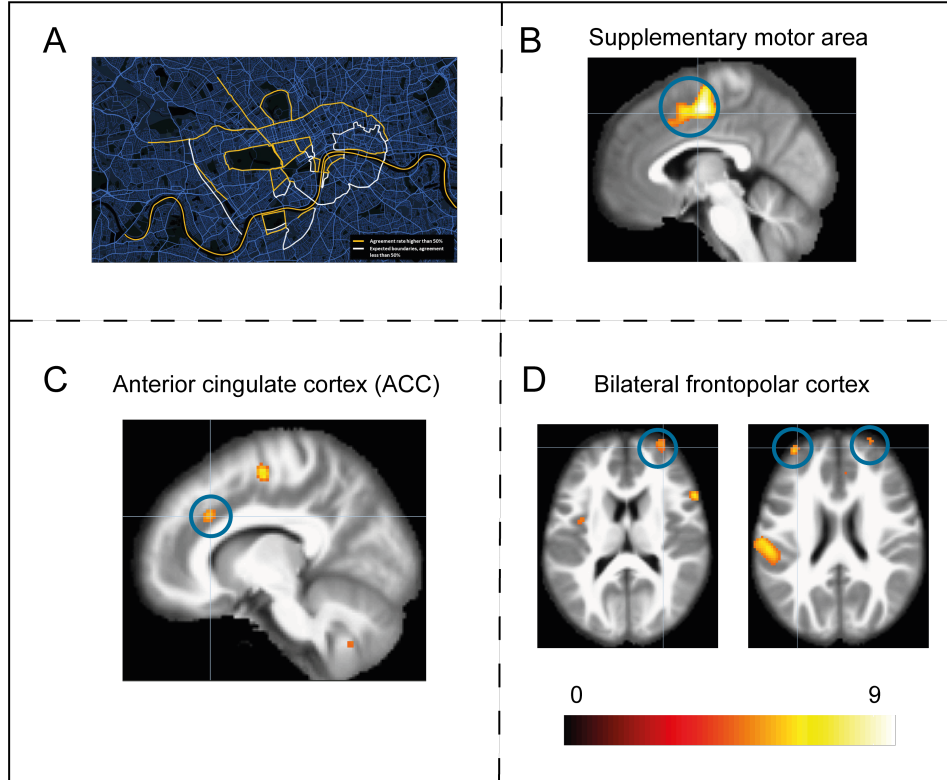 A
Agreement rate higher than 50%
Expected boundaries, agreement
less than 50%
B
Supplementary motor area
C
Anterior cingulate cortex (ACC)
D
Bilateral frontopolar cortex
0
9